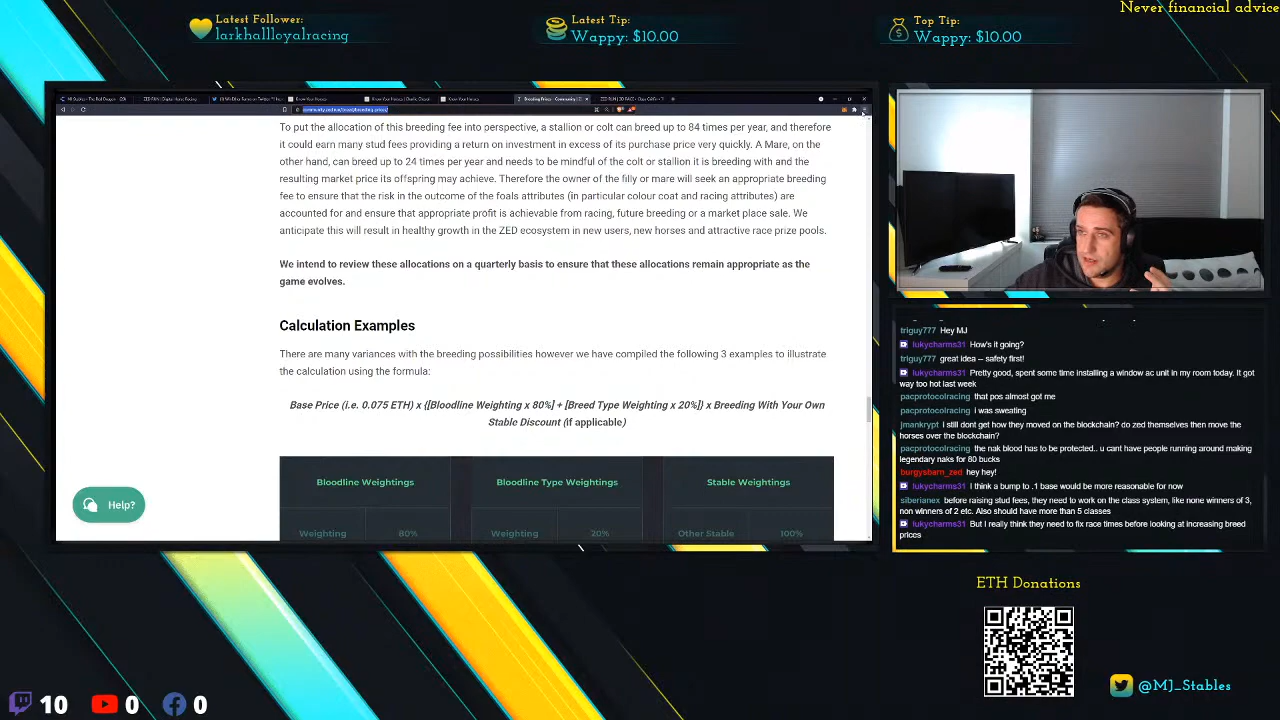 Never financial advice
Latest Follower:
larkhallloyalracing
Latest Tip:
Wappy: $10.00
Top Tip:
Wappy: $10.00
To put the allocation of this breeding fee into perspective, a stallion or colt can breed up to 84 times per year, and therefore
it could earn many stud fees providing a return on investment in excess of its purchase price very quickly. A Mare, on the
other hand, can breed up to 24 times per year and needs to be mindful of the colt or stallion it is breeding with and the
resulting market price its offspring may achieve. Therefore the owner of the filly or mare will seek an appropriate breeding
fee to ensure that the risk in the outcome of the foals attributes (in particular colour coat and racing attributes) are
accounted for and ensure that appropriate profit is achievable from racing, future breeding or a market place sale. We
anticipate this will result in healthy growth in the ZED ecosystem in new users, new horses and attractive race prize pools.
We intend to review these allocations on a quarterly basis to ensure that these allocations remain appropriate as the
game evolves.
Calculation Examples
There are many variances with the breeding possibilities however we have compiled the following 3 examples to illustrate
the calculation using the formula:
Base Price (i.e. 0.075 ETH) x {[Bloodline Weighting x 80%] + [Breed Type Weighting x 20%]} x Breeding With Your Own
Stable Discount (if applicable)
Bloodline Weightings
Bloodline Type Weightings
Stable Weightings
Weighting
80%
Weighting
20%
Other Stable
100%
Help?
triguy777 Hey MJ
lukycharms31 How's it going?
triguy777 great idea -- safety first!
lukycharms31 Pretty good, spent some time installing a window ac unit in my room today. It got
way too hot last week
pacprotocolracing that pos almost got me
pacprotocolracing i was sweating
jmankrypt I still dont get how they moved on the blockchain? do zed themselves then move the
horses over the blockchain?
pacprotocolracing the nak blood has to be protected.. u cant have people running around making
legendary naks for 80 bucks
burgysbarn_zed hey hey!
lukycharms31 I think a bump to .1 base would be more reasonable for now
siberianex before raising stud fees, they need to work on the class system, like none winners of 3,
non winners of 2 etc. Also should have more than 5 classes
lukycharms31 But I really think they need to fix race times before looking at increasing breed
prices
ETH Donations
@MJ_Stables
10
0
0